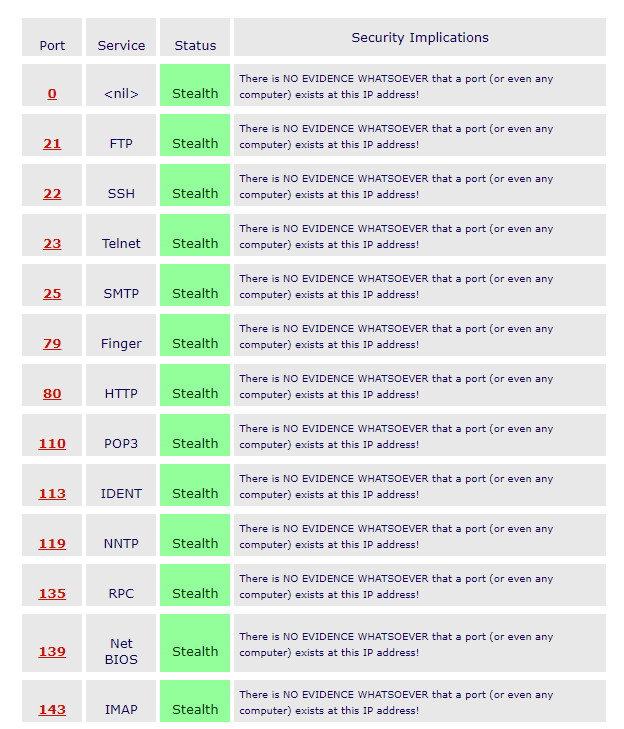 Port Service Status Security Implications
0 <nil> Stealth There is NO EVIDENCE WHATSOEVER that a port (or even any
computer) exists at this IP address!
21 FTP Stealth There is NO EVIDENCE WHATSOEVER that a port (or even any
computer) exists at this IP address!
22 SSH Stealth There is NO EVIDENCE WHATSOEVER that a port (or even any
computer) exists at this IP address!
23 Telnet Stealth There is NO EVIDENCE WHATSOEVER that a port (or even any
computer) exists at this IP address!
25 SMTP Stealth There is NO EVIDENCE WHATSOEVER that a port (or even any
computer) exists at this IP address!
79 Finger Stealth There is NO EVIDENCE WHATSOEVER that a port (or even any
computer) exists at this IP address!
80 HTTP Stealth There is NO EVIDENCE WHATSOEVER that a port (or even any
computer) exists at this IP address!
110 POP3 Stealth There is NO EVIDENCE WHATSOEVER that a port (or even any
computer) exists at this IP address!
113 IDENT Stealth There is NO EVIDENCE WHATSOEVER that a port (or even any
computer) exists at this IP address!
119 NNTP Stealth There is NO EVIDENCE WHATSOEVER that a port (or even any
computer) exists at this IP address!
135 RPC Stealth There is NO EVIDENCE WHATSOEVER that a port (or even any
computer) exists at this IP address!
139 Net
BIOS Stealth There is NO EVIDENCE WHATSOEVER that a port (or even any
computer) exists at this IP address!
143 IMAP Stealth There is NO EVIDENCE WHATSOEVER that a port (or even any
computer) exists at this IP address!